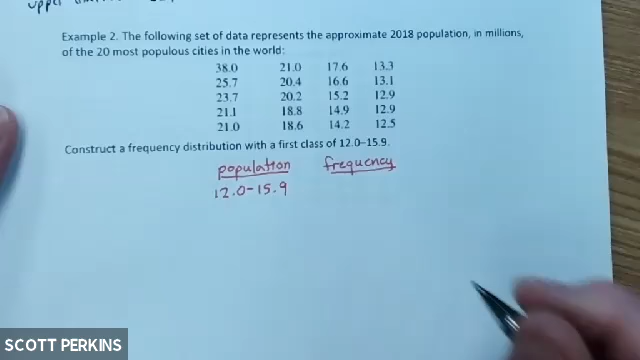 upper
Example 2. The following set of data represents the approximate 2018 population, in millions,
of the 20 most populous cities in the world:
38.0 21.0 17.6 13.3
25.7 20.4 16.6 13.1
23.7 20.2 15.2 12.9
21.1 18.8 14.9 12.9
21.0 18.6 14.2 12.5
Construct a frequency distribution with a first class of 12.0–15.9.
population frequency
12.0-15.9
SCOTT PERKINS